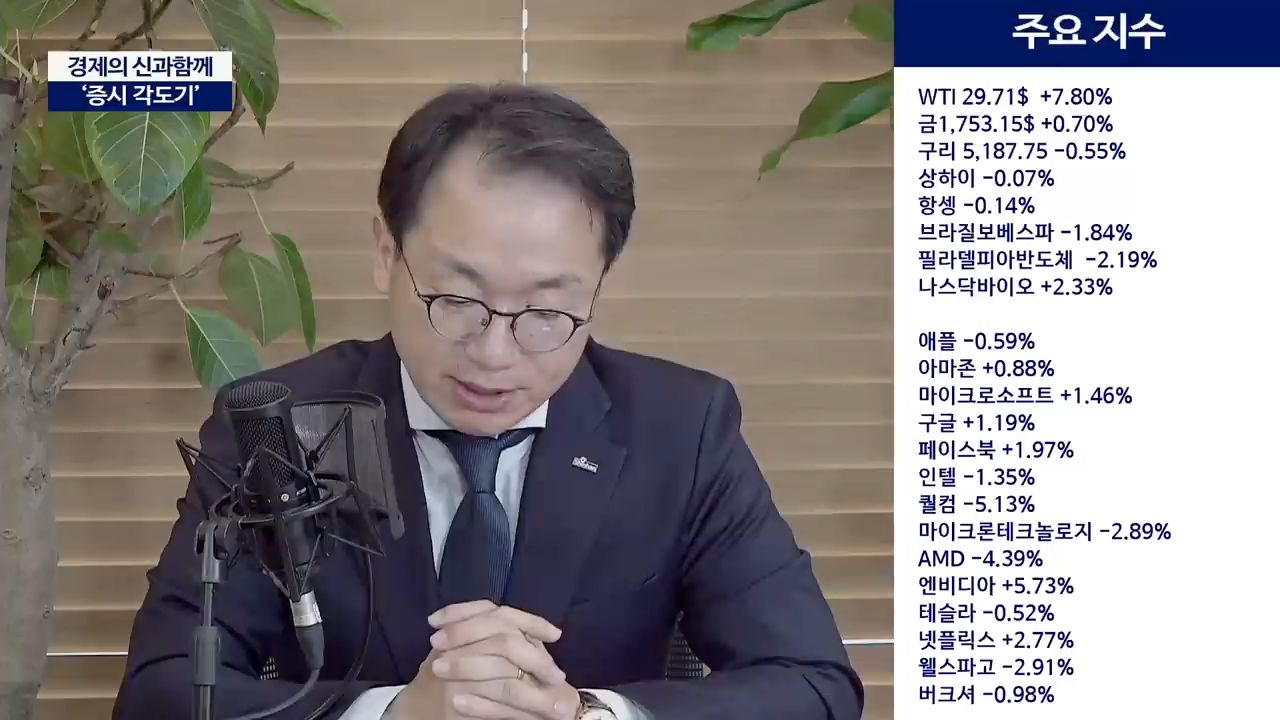 경제의 신과함께
'증시 각도기'
주요 지수
WTI 29.71$ +7.80%
금1,753.15$ +0.70%
구리 5,187.75 -0.55%
상하이 -0.07%
항셍 -0.14%
브라질보베스파 -1.84%
필라델피아반도체 -2.19%
나스닥바이오 +2.33%
애플 -0.59%
아마존 +0.88%
마이크로소프트 +1.46%
구글 +1.19%
페이스북 +1.97%
인텔 -1.35%
퀄컴 -5.13%
마이크론테크놀로지 -2.89%
AMD -4.39%
엔비디아 +5.73%
테슬라 -0.52%
넷플릭스 +2.77%
웰스파고 -2.91%
버크셔 -0.98%